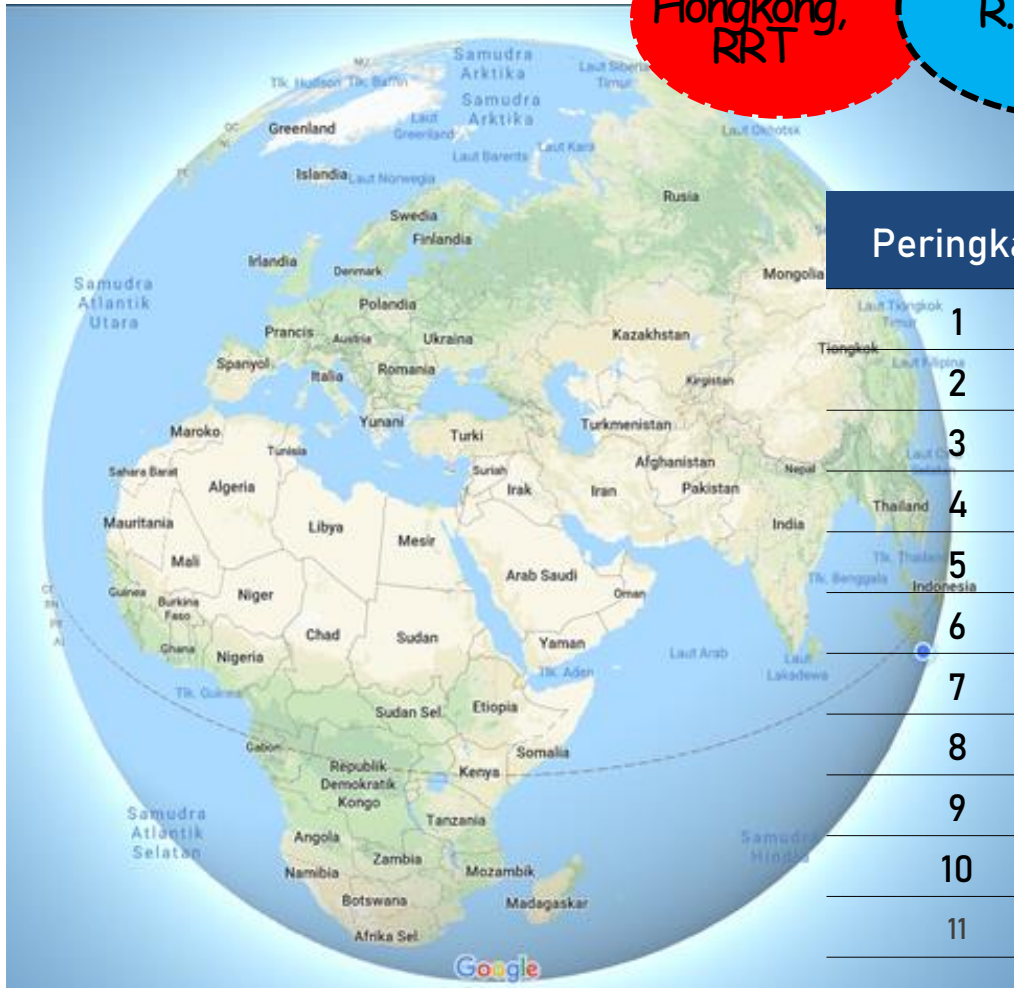 Hongkong,
RRT
R.
Samudra
Arktika
Laut Siberia
Timur
Tlk. Hudson
Tlk. Baffin
Samudra
Arktika
Greenland
Laut
Greenland
Laut Okhotsk
Laut Barents
Laut Kara
Islandia
Laut Norwegia
Rusia
Swedia
Finlandia
Peringka
Irlandia
Denmark
Mongolia
Samudra
Atlantik
Utara
Polandia
Laut Tiongkok
Timur
1
Prancis
Austria
Ukraina
Kazakhstan
Tiongkok
Laut Filipina
Spanyol
Italia
Romania
Kirgistan
2
Yunani
Turki
Turkmenistan
Maroko
Tunisia
3
Sahara Barat
Algeria
Suriah
Irak
Iran
Afghanistan
Pakistan
Nepal
Mauritania
Libya
Mesir
India
Thailand
4
Mali
Arab Saudi
Tlk. Benggala
5
Indonesia
Guinea
Burkina
Faso
Niger
Oman
Chad
Sudan
Yaman
6
Ghana
Nigeria
Laut Arab
Laut
Lakadewa
Tlk. Guinea
Tlk. Aden
7
Sudan Sel.
Etiopia
Gabon
Somalia
8
Republik
Demokratik
Kongo
Kenya
9
Samudra
Atlantik
Selatan
Tanzania
Angola
Samudra
Hindia
Zambia
Mozambik
10
Namibia
Botswana
Madagaskar
11
Afrika Sel.
Google